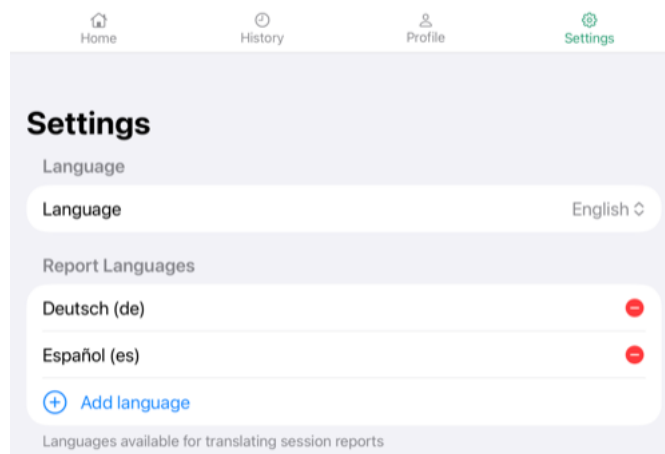 Home History Profile Settings
Settings
Language
Language English
Report Languages
Deutsch (de)
Español (es)
Add language
Languages available for translating session reports